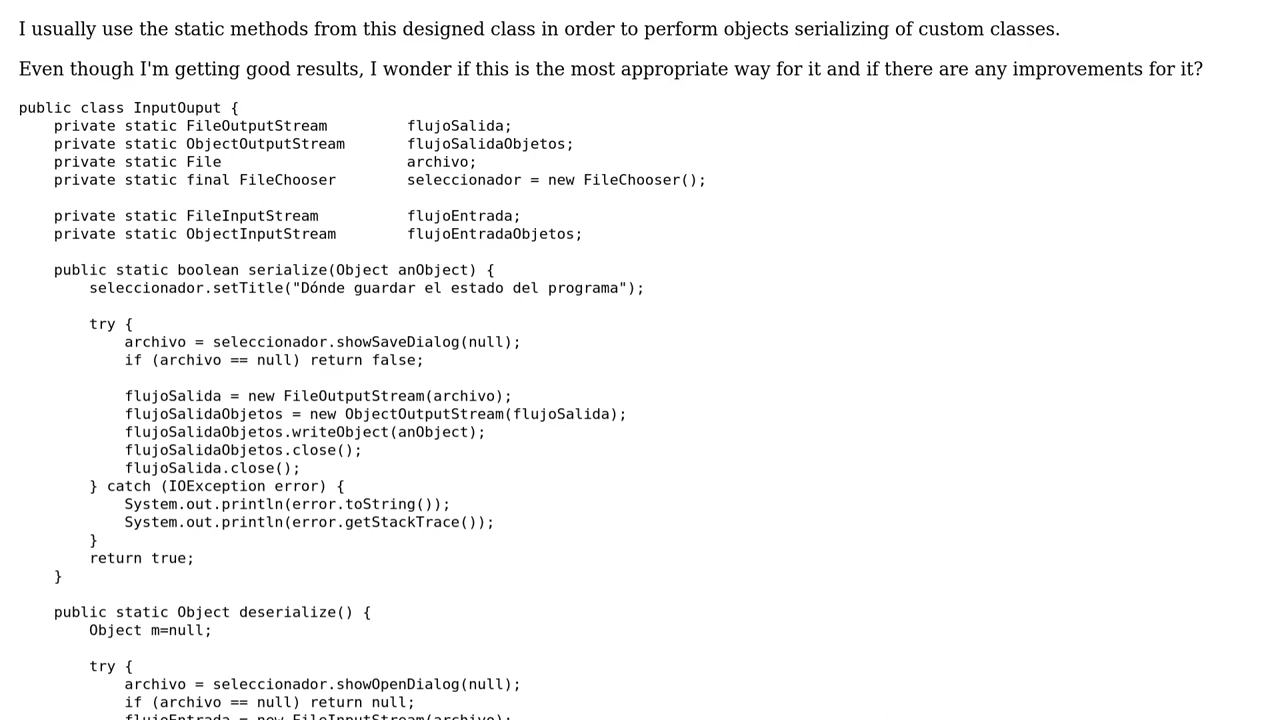 I usually use the static methods from this designed class in order to perform objects serializing of custom classes.
Even though I'm getting good results, I wonder if this is the most appropriate way for it and if there are any improvements for it?
public class InputOuput {
    private static FileOutputStream         flujoSalida;
    private static ObjectOutputStream       flujoSalidaObjetos;
    private static File                     archivo;
    private static final FileChooser        seleccionador = new FileChooser();
    private static FileInputStream          flujoEntrada;
    private static ObjectInputStream        flujoEntradaObjetos;
    public static boolean serialize(Object anObject) {
        seleccionador.setTitle("Dónde guardar el estado del programa");
        try {
            archivo = seleccionador.showSaveDialog(null);
            if (archivo == null) return false;
            flujoSalida = new FileOutputStream(archivo);
            flujoSalidaObjetos = new ObjectOutputStream(flujoSalida);
            flujoSalidaObjetos.writeObject(anObject);
            flujoSalidaObjetos.close();
            flujoSalida.close();
        } catch (IOException error) {
            System.out.println(error.toString());
            System.out.println(error.getStackTrace());
        }
        return true;
    }
    public static Object deserialize() {
        Object m=null;
        try {
            archivo = seleccionador.showOpenDialog(null);
            if (archivo == null) return null;
            flujoEntrada = new FileInputStream(archivo);